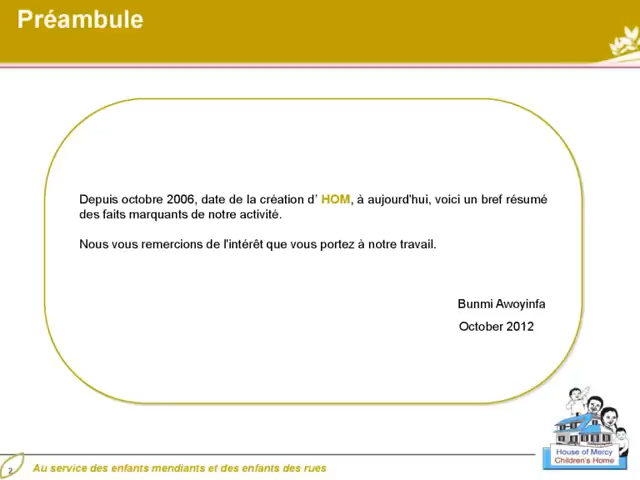 Préambule
Depuis octobre 2006, date de la création d' HOM, à aujourd'hui, voici un bref résumé
des faits marquants de notre activité.
Nous vous remercions de l'intérêt que vous portez à notre travail.
Bunmi Awoyinfa
October 2012
House of Mercy
Children's Home
2
Au service des enfants mendiants et des enfants des rues